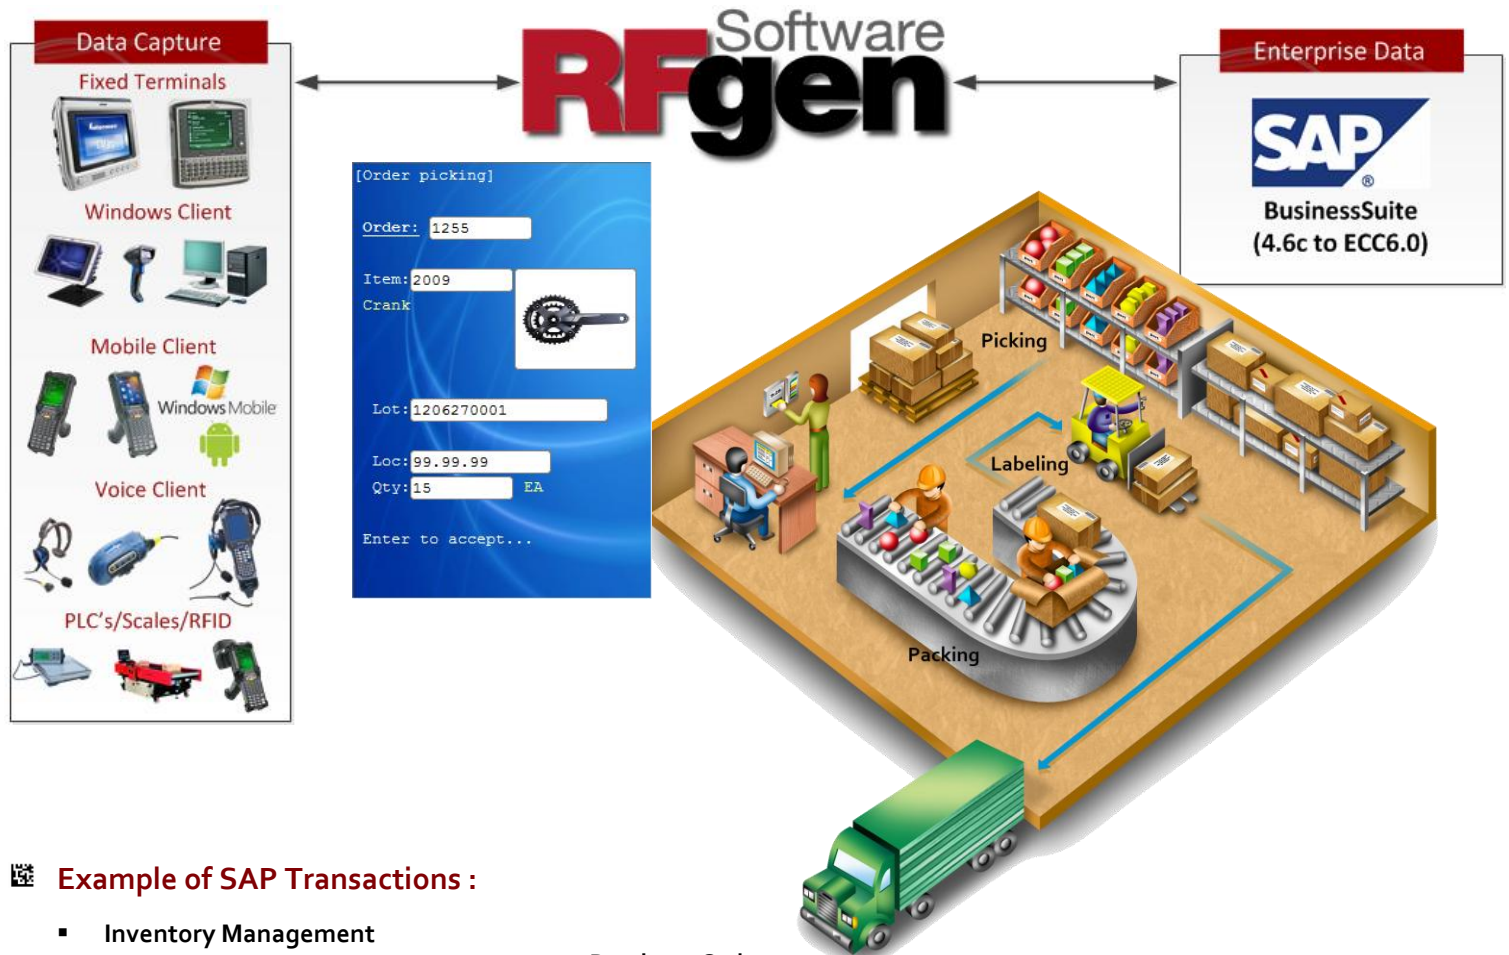 Data Capture
Fixed Terminals
Windows Client
Mobile Client
Windows Mobile
Voice Client
PLC's/Scales/RFID
RFgen
Software
Enterprise Data
SAP
®
BusinessSuite
(4.6c to ECC6.0)
[Order picking]
Order: 1255
Item: 2009
Crank
Lot: 1206270001
Loc: 99.99.99
Qty: 15 EA
Enter to accept...
Picking
Labeling
Packing
Example of SAP Transactions :
▪ Inventory Management